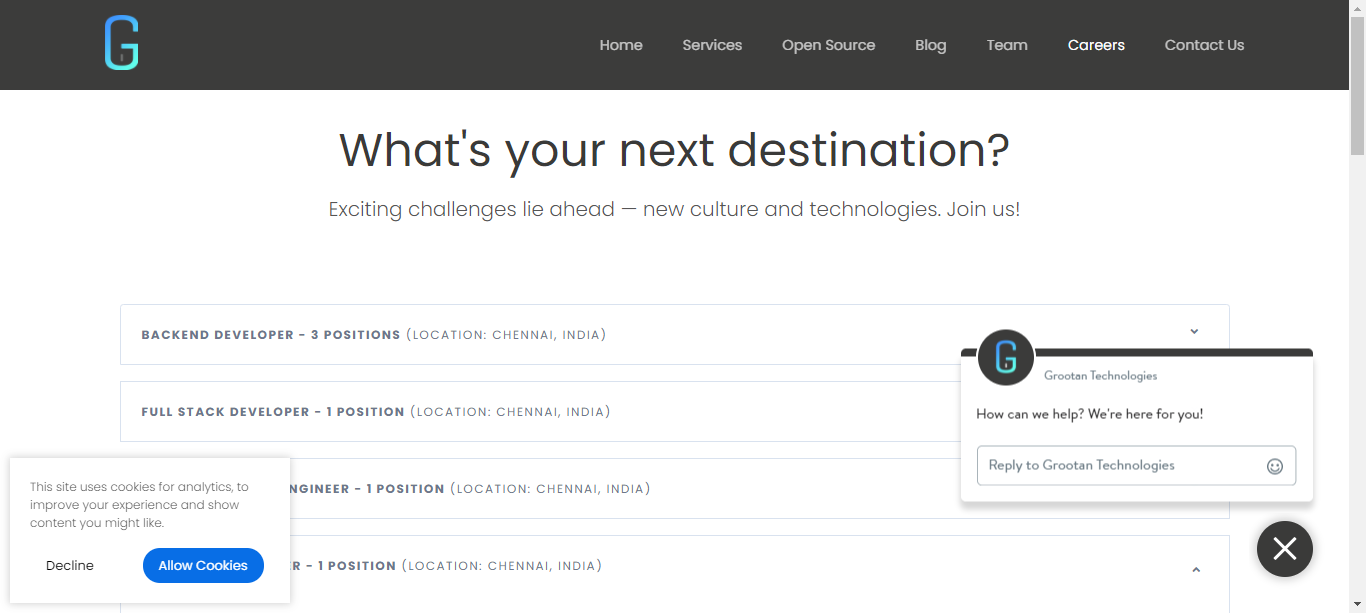 G
Home Services Open Source Blog Team Careers Contact Us
What's your next destination?
Exciting challenges lie ahead — new culture and technologies. Join us!
BACKEND DEVELOPER - 3 POSITIONS (LOCATION: CHENNAI, INDIA)
FULL STACK DEVELOPER - 1 POSITION (LOCATION: CHENNAI, INDIA)
NGINEER - 1 POSITION (LOCATION: CHENNAI, INDIA)
R - 1 POSITION (LOCATION: CHENNAI, INDIA)
G
Grootan Technologies
How can we help? We're here for you!
Reply to Grootan Technologies
This site uses cookies for analytics, to
improve your experience and show
content you might like.
Decline Allow Cookies